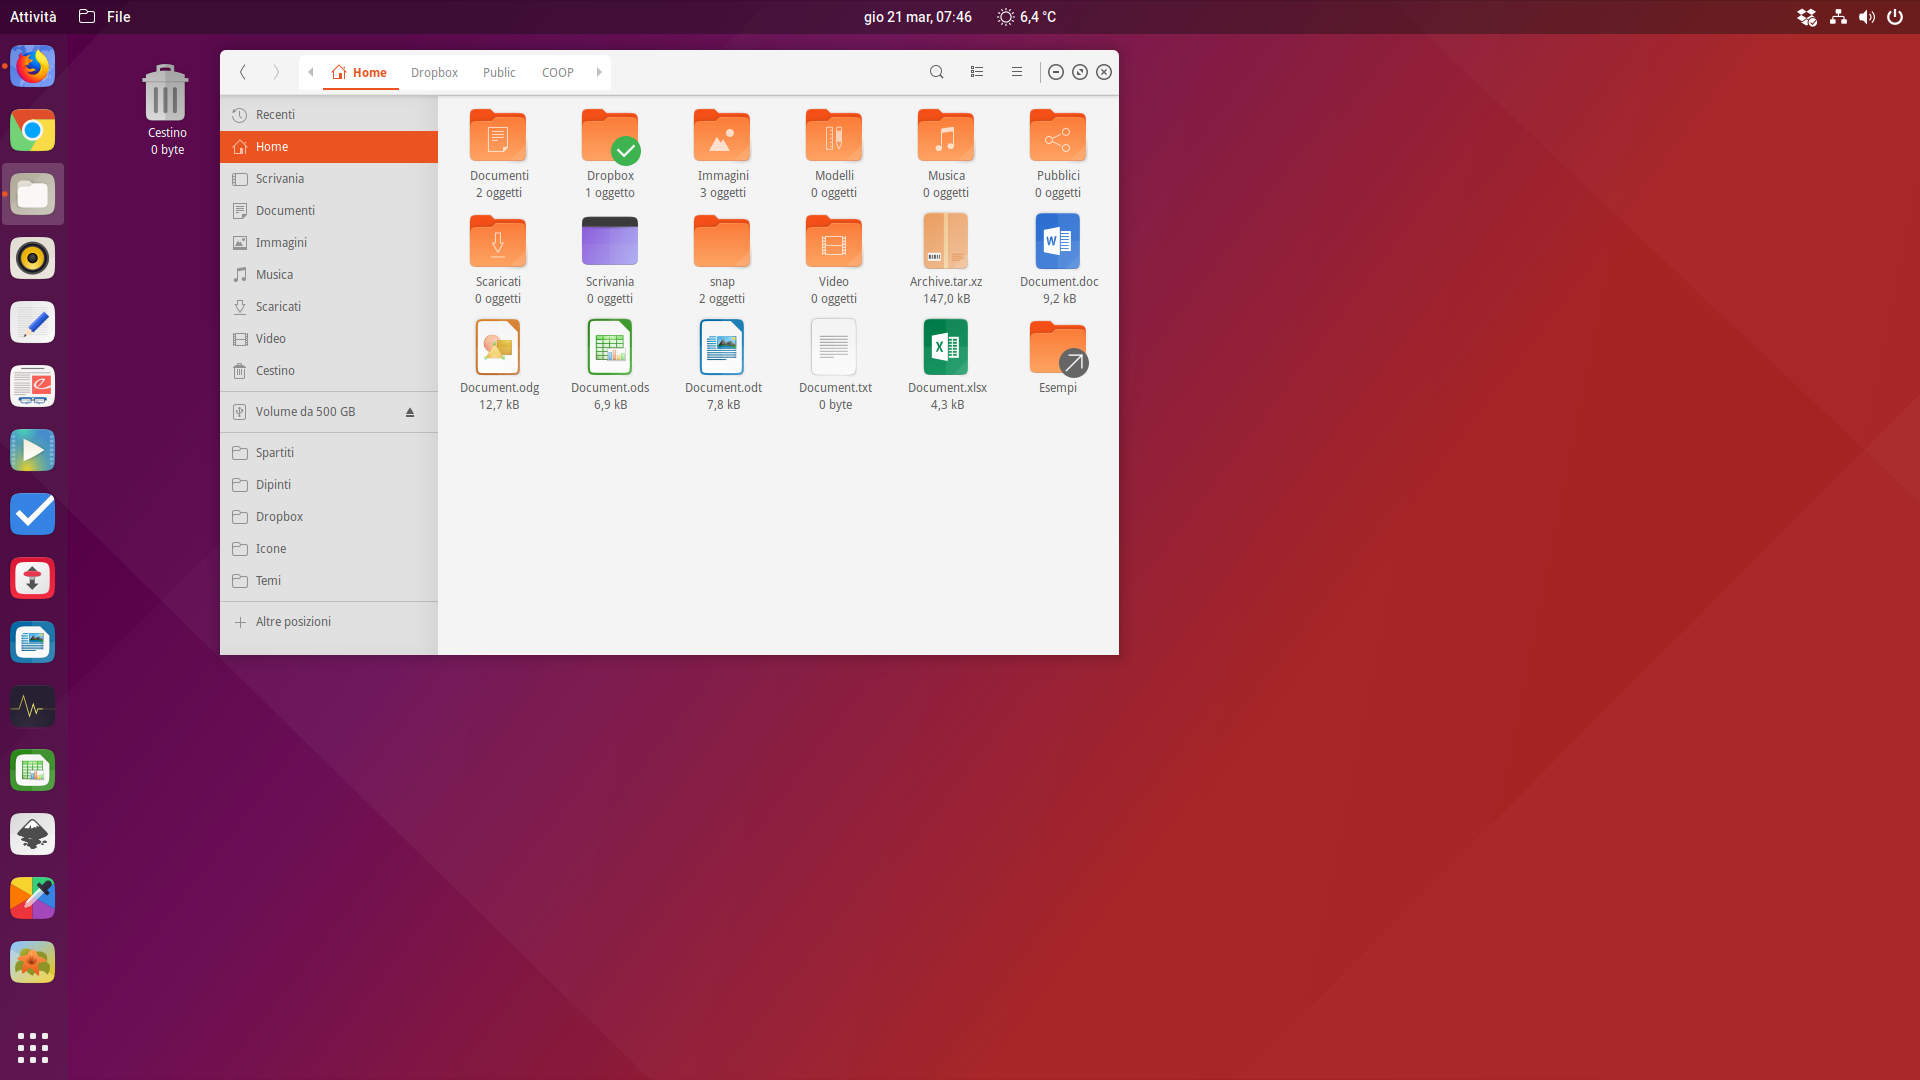 Attività File gio 21 mar, 07:46 6,4 °C
Cestino
0 byte
Home Dropbox Public COOP
Recenti
Home
Scrivania
Documenti
Immagini
Musica
Scaricati
Video
Cestino
Volume da 500 GB
Spartiti
Dipinti
Dropbox
Icone
Temi
Altre posizioni
Documenti Dropbox Immagini Modelli Musica Pubblici
2 oggetti 1 oggetto 3 oggetti 0 oggetti 0 oggetti 0 oggetti
Scaricati Scrivania snap Video Archive.tar.xz Document.doc
0 oggetti 0 oggetti 2 oggetti 0 oggetti 147,0 kB 9,2 kB
Document.odg Document.ods Document.odt Document.txt Document.xlsx Esempi
12,7 kB 6,9 kB 7,8 kB 0 byte 4,3 kB